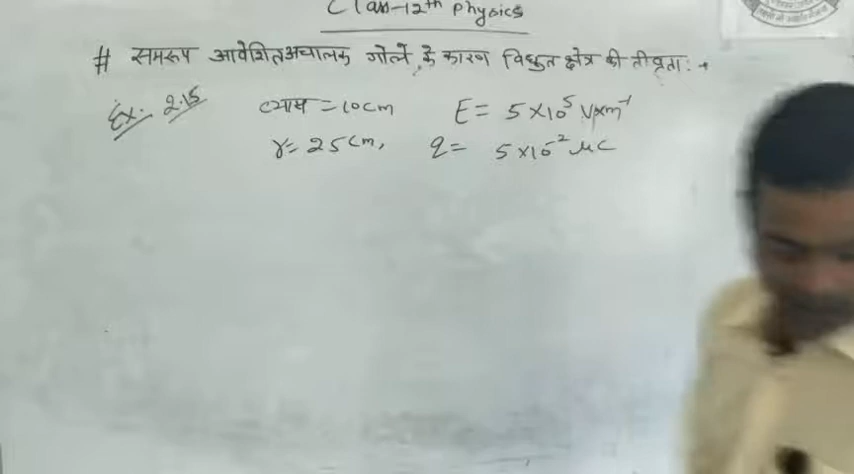 Class-12th Physics
# समरूप आवेशित अचालक गोले के कारण विद्युत क्षेत्र की तीव्रता :→
Ex. 2.15 व्यास = 10cm E = 5×10⁵ V×m⁻¹
r = 25cm, q = 5×10⁻² μC